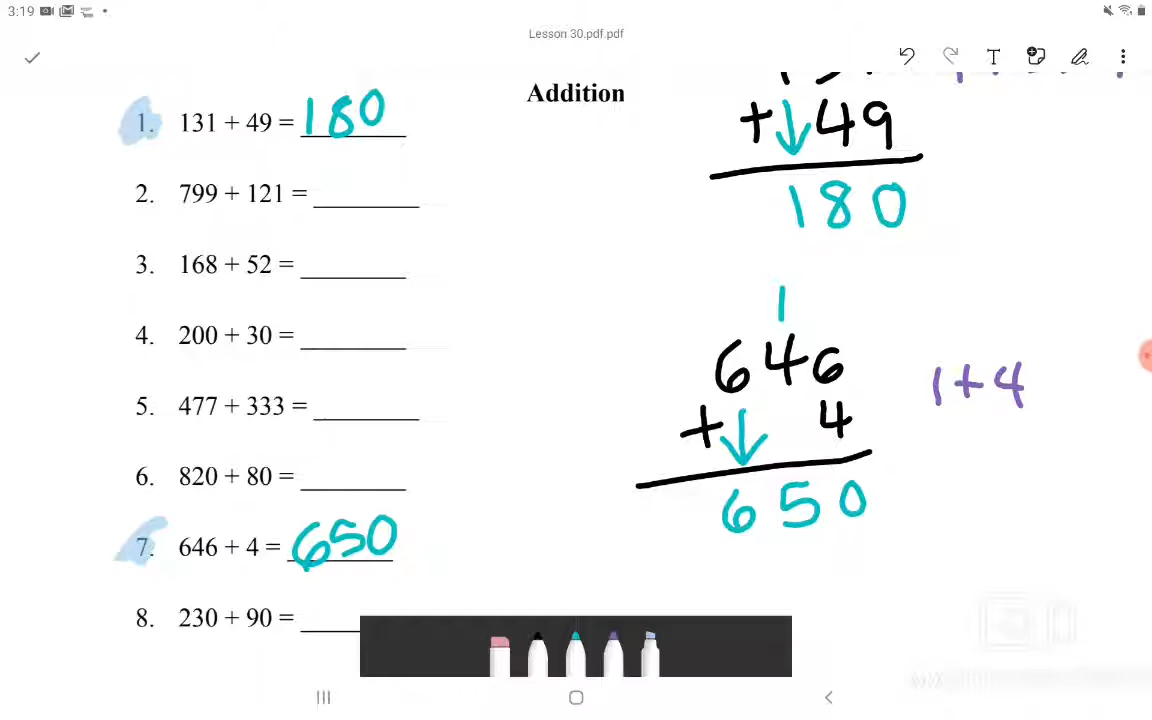 3:19
Lesson 30.pdf.pdf
T
Addition
1. 131 + 49 = 180
2. 799 + 121 =
3. 168 + 52 =
4. 200 + 30 =
5. 477 + 333 =
6. 820 + 80 =
7. 646 + 4 = 650
8. 230 + 90 =
+ 49
180
1
646
+ 4
650
1+4